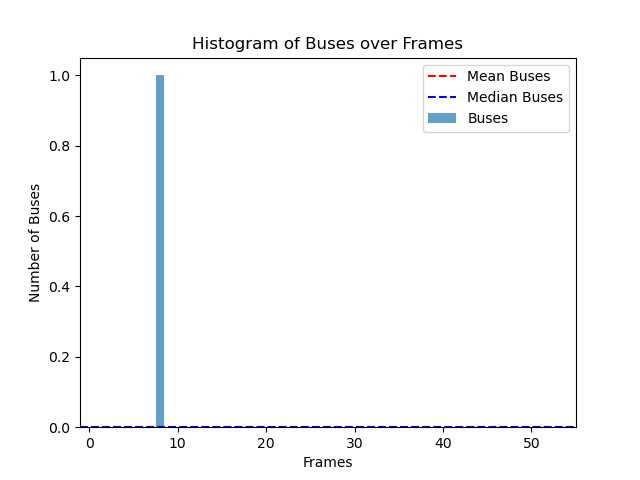 Histogram of Buses over Frames
Mean Buses
Median Buses
Buses
Number of Buses
1.0
0.8
0.6
0.4
0.2
0.0
0 10 20 30 40 50
Frames